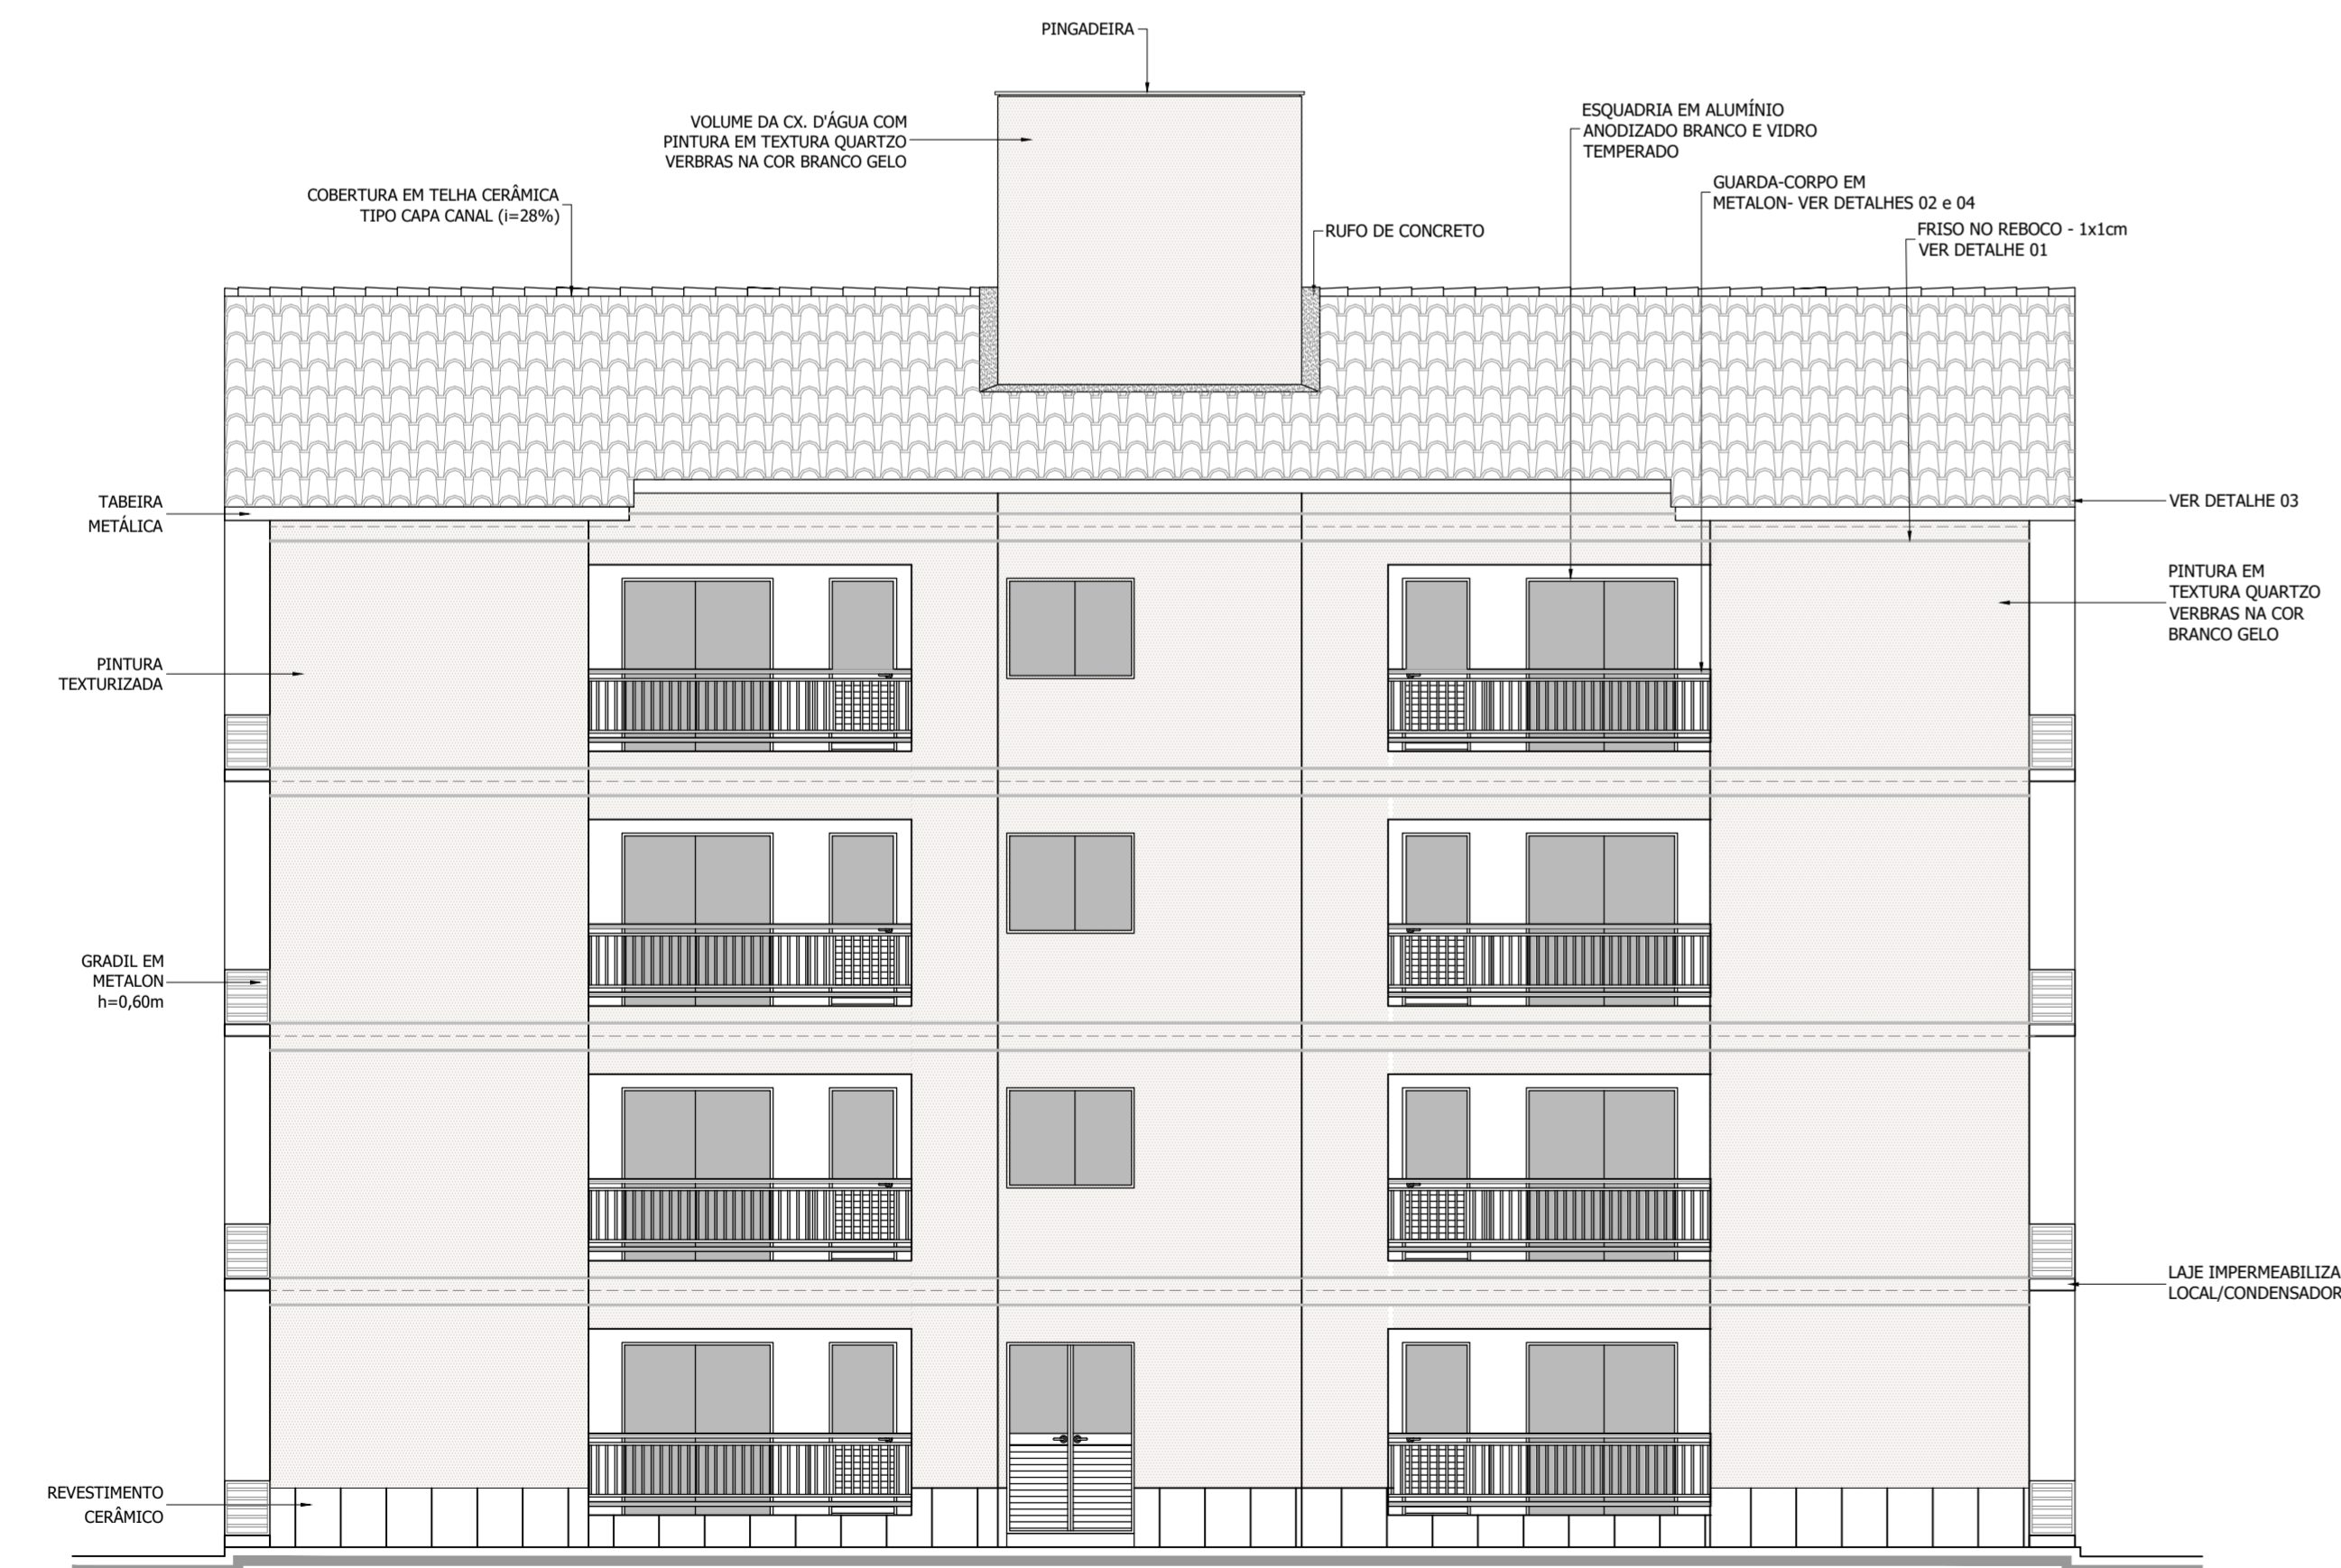 PINGADEIRA
VOLUME DA CX. D'ÁGUA COM
PINTURA EM TEXTURA QUARTZO
VERBRAS NA COR BRANCO GELO
ESQUADRIA EM ALUMÍNIO
ANODIZADO BRANCO E VIDRO
TEMPERADO
COBERTURA EM TELHA CERÂMICA
TIPO CAPA CANAL (i=28%)
GUARDA-CORPO EM
METALON- VER DETALHES 02 e 04
RUFO DE CONCRETO
FRISO NO REBOCO - 1x1cm
VER DETALHE 01
TABEIRA
METÁLICA
VER DETALHE 03
PINTURA EM
TEXTURA QUARTZO
VERBRAS NA COR
BRANCO GELO
PINTURA
TEXTURIZADA
GRADIL EM
METALON
h=0,60m
LAJE IMPERMEABILIZA
LOCAL/CONDENSADOR
REVESTIMENTO
CERÂMICO